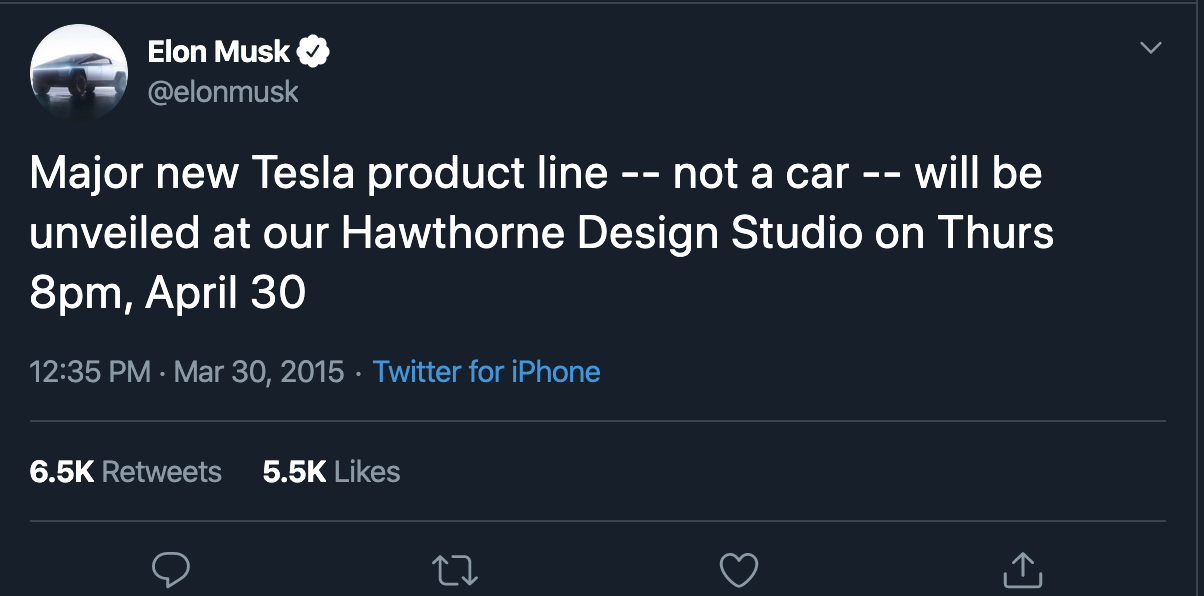 Elon Musk
@elonmusk
Major new Tesla product line -- not a car -- will be
unveiled at our Hawthorne Design Studio on Thurs
8pm, April 30
12:35 PM · Mar 30, 2015 · Twitter for iPhone
6.5K Retweets 5.5K Likes